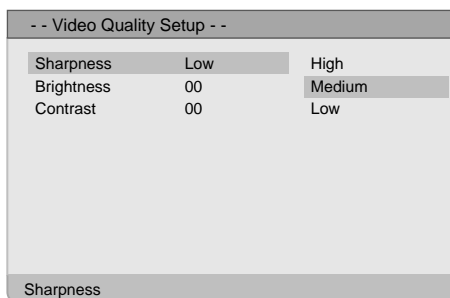 - - Video Quality Setup - -
Sharpness Low High
Brightness 00 Medium
Contrast 00 Low
Sharpness